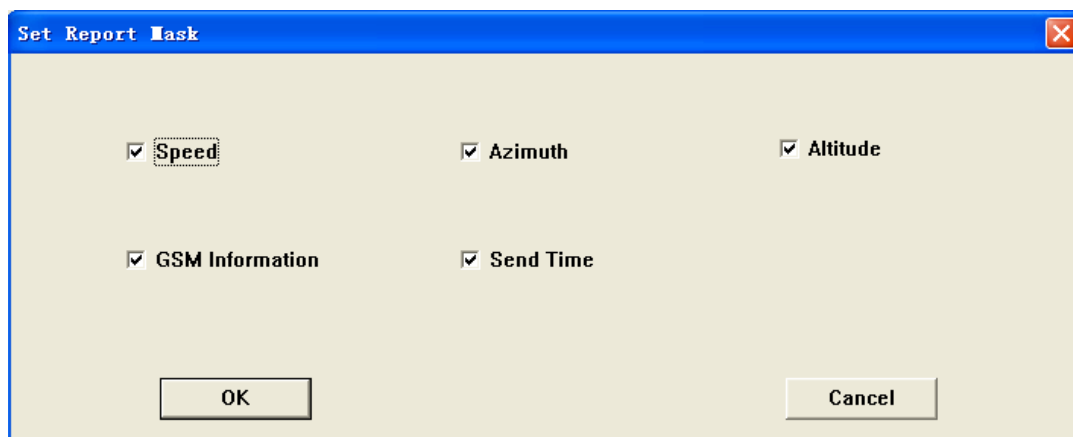 Set Report Mask
Speed
Azimuth
Altitude
GSM Information
Send Time
OK
Cancel